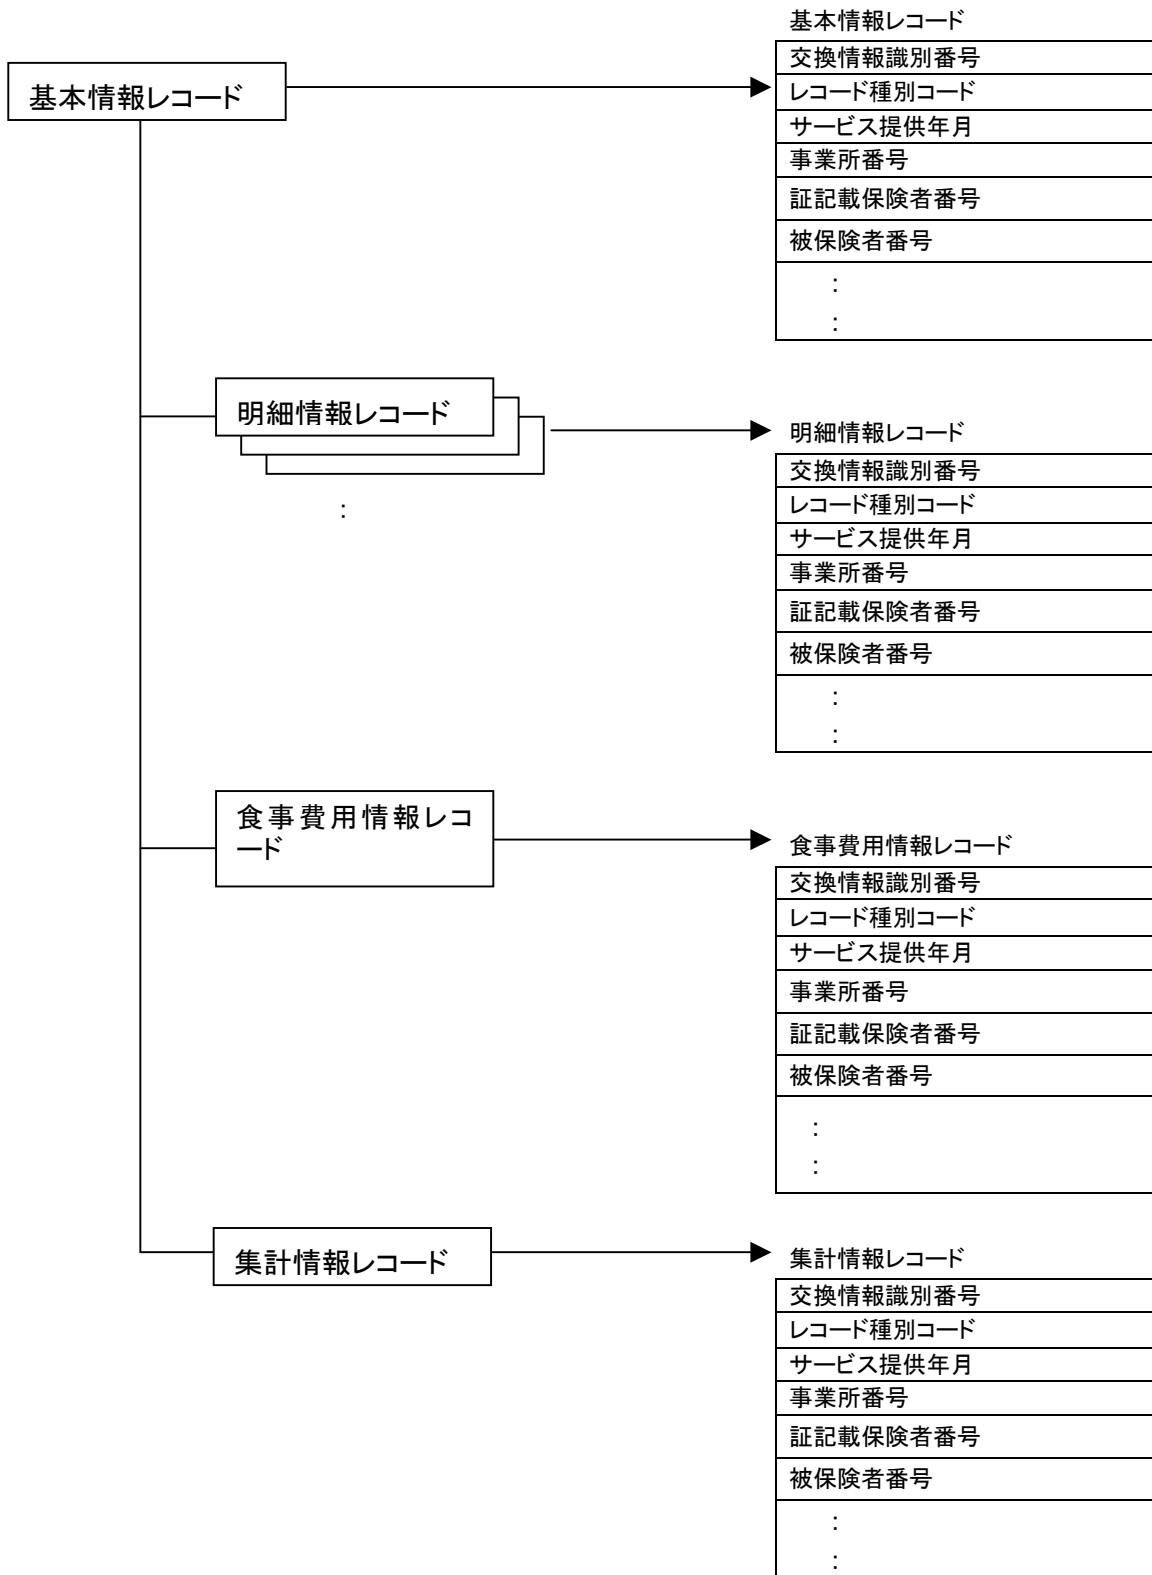 基本情報レコード
基本情報レコード
交換情報識別番号
レコード種別コード
サービス提供年月
事業所番号
証記載保険者番号
被保険者番号
:
:
明細情報レコード
:
明細情報レコード
交換情報識別番号
レコード種別コード
サービス提供年月
事業所番号
証記載保険者番号
被保険者番号
:
:
食事費用情報レコ
ード
食事費用情報レコード
交換情報識別番号
レコード種別コード
サービス提供年月
事業所番号
証記載保険者番号
被保険者番号
:
:
集計情報レコード
集計情報レコード
交換情報識別番号
レコード種別コード
サービス提供年月
事業所番号
証記載保険者番号
被保険者番号
:
: